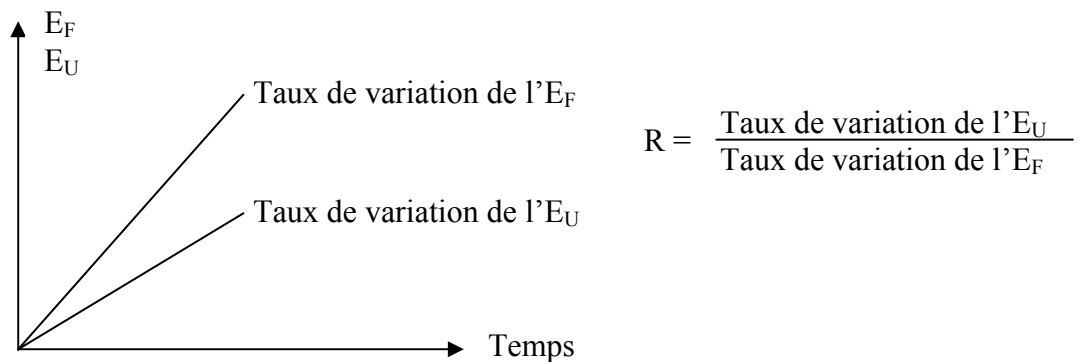 E_F
E_U
Taux de variation de l’E_F
Taux de variation de l’E_U
Temps
R = Taux de variation de l’E_U
Taux de variation de l’E_F